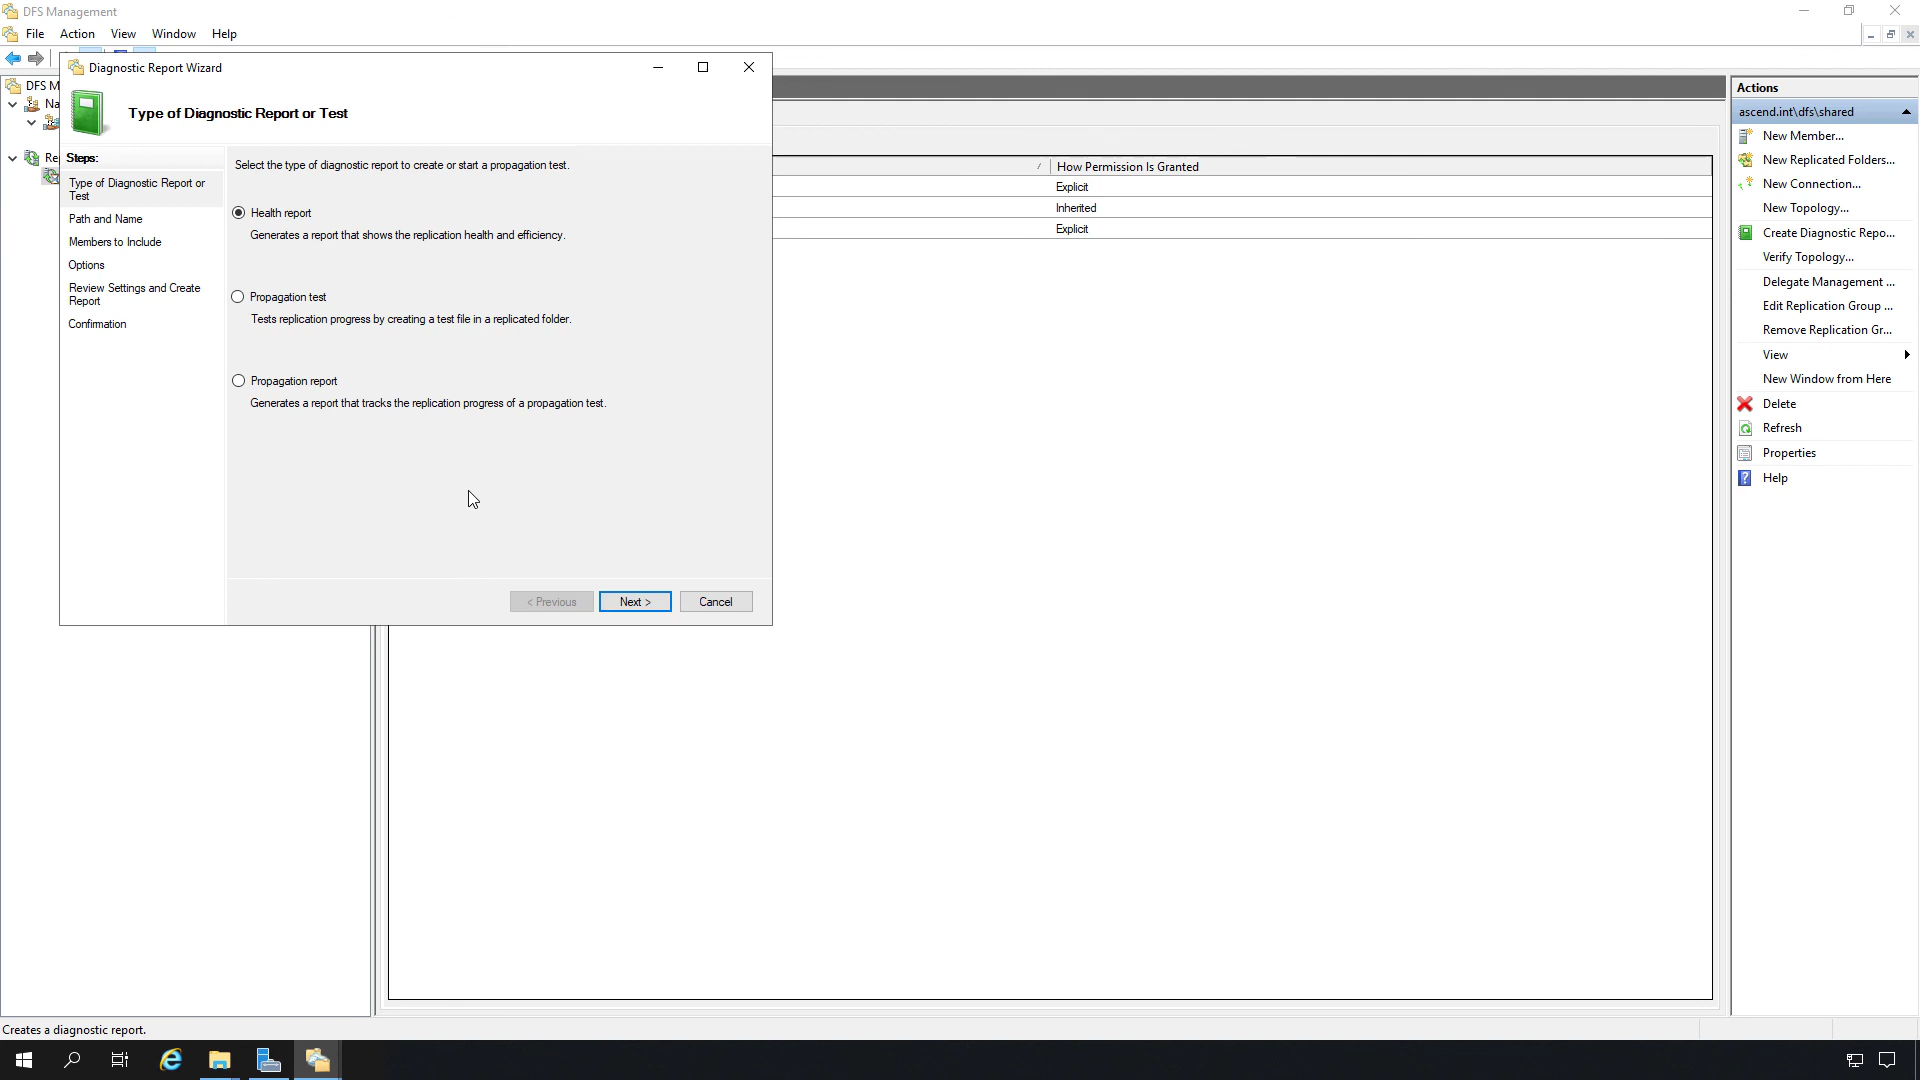 DFS Management
File Action View Window Help
Diagnostic Report Wizard
DFS M
Na
Re
Type of Diagnostic Report or Test
Steps:
Type of Diagnostic Report or
Test
Path and Name
Members to Include
Options
Review Settings and Create
Report
Confirmation
Select the type of diagnostic report to create or start a propagation test.
Health report
Generates a report that shows the replication health and efficiency.
Propagation test
Tests replication progress by creating a test file in a replicated folder.
Propagation report
Generates a report that tracks the replication progress of a propagation test.
< Previous
Next >
Cancel
How Permission Is Granted
Explicit
Inherited
Explicit
Actions
ascend.int\dfs\shared
New Member...
New Replicated Folders...
New Connection...
New Topology...
Create Diagnostic Repo...
Verify Topology...
Delegate Management ...
Edit Replication Group ...
Remove Replication Gr...
View
New Window from Here
Delete
Refresh
Properties
Help
Creates a diagnostic report.